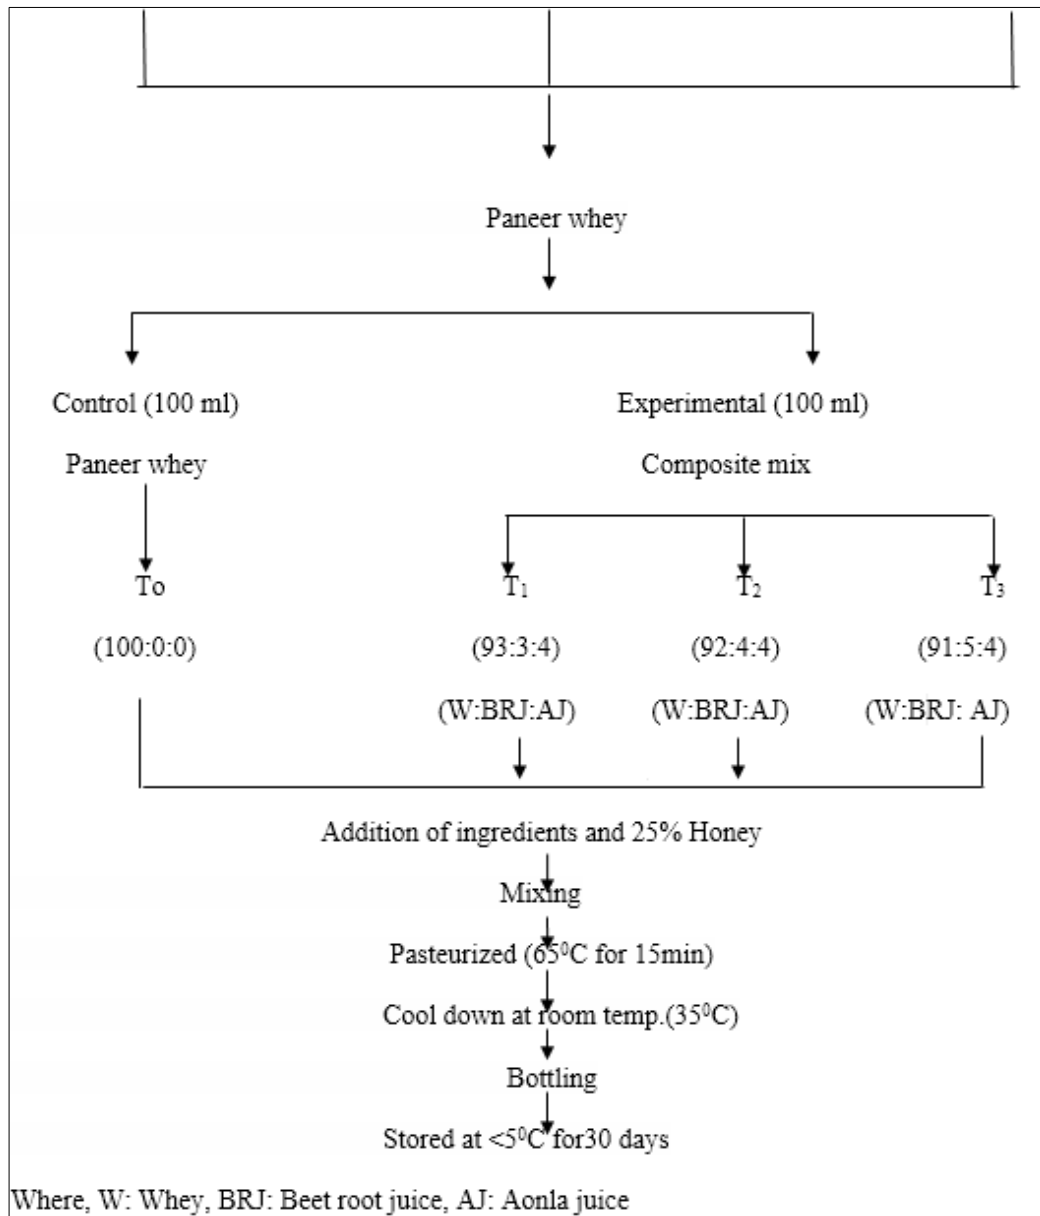 Paneer whey
Control (100 ml) Experimental (100 ml)
Paneer whey Composite mix
To T₁ T₂ T₃
(100:0:0) (93:3:4) (92:4:4) (91:5:4)
(W:BRJ:AJ) (W:BRJ:AJ) (W:BRJ: AJ)
Addition of ingredients and 25% Honey
Mixing
Pasteurized (65⁰C for 15min)
Cool down at room temp.(35⁰C)
Bottling
Stored at <5⁰C for30 days
Where, W: Whey, BRJ: Beet root juice, AJ: Aonla juice